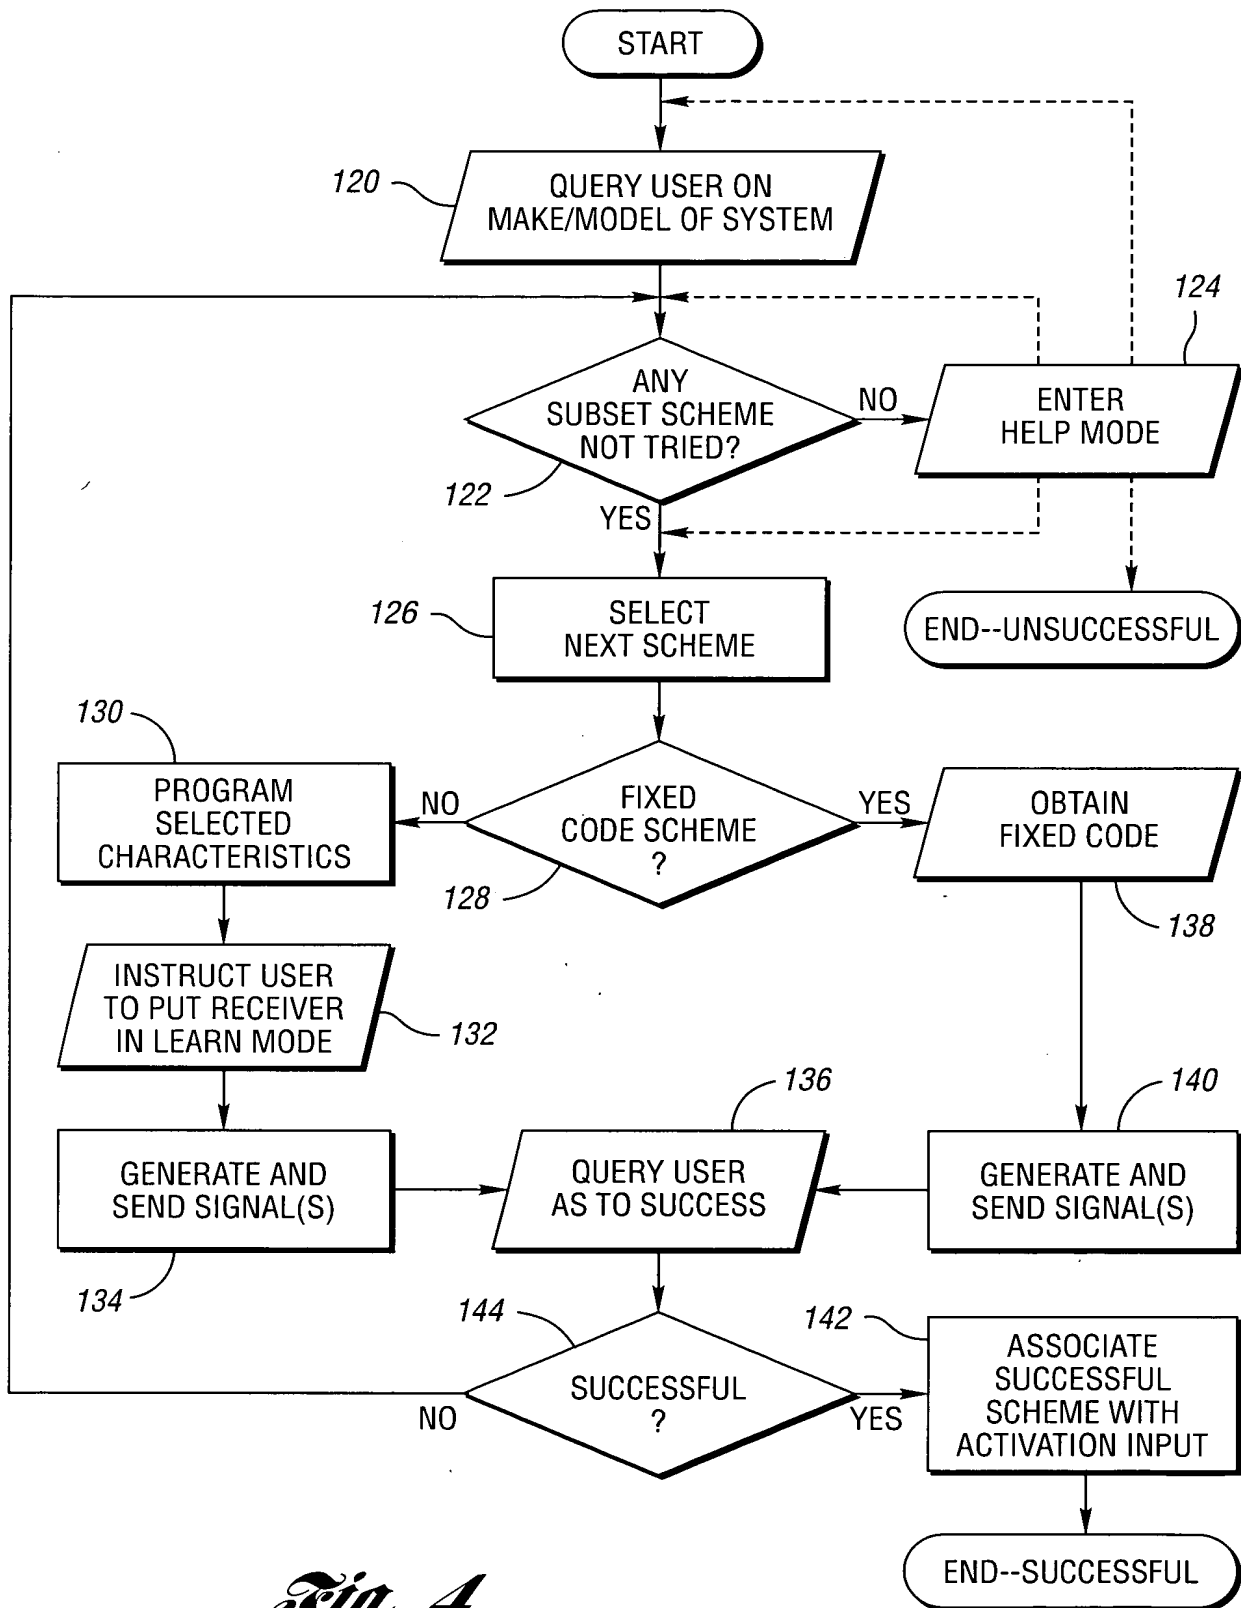 START
120
QUERY USER ON
MAKE/MODEL OF SYSTEM
124
ANY
SUBSET SCHEME
NOT TRIED?
NO
ENTER
HELP MODE
122
YES
126
SELECT
NEXT SCHEME
END--UNSUCCESSFUL
130
PROGRAM
SELECTED
CHARACTERISTICS
NO
FIXED
CODE SCHEME
?
YES
OBTAIN
FIXED CODE
128
138
INSTRUCT USER
TO PUT RECEIVER
IN LEARN MODE
132
136
140
GENERATE AND
SEND SIGNAL(S)
QUERY USER
AS TO SUCCESS
GENERATE AND
SEND SIGNAL(S)
134
144
142
SUCCESSFUL
?
NO
YES
ASSOCIATE
SUCCESSFUL
SCHEME WITH
ACTIVATION INPUT
END--SUCCESSFUL
Fig. 4